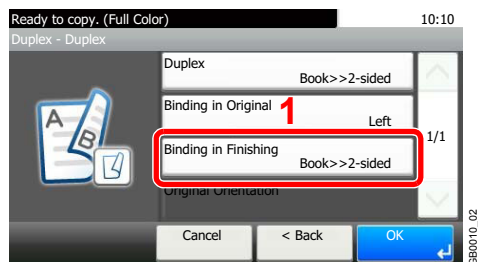 Ready to copy. (Full Color)
10:10
Duplex - Duplex
Duplex
Book>>2-sided
Binding in Original
1
Left
1/1
Binding in Finishing
Book>>2-sided
Original Orientation
A
B
Cancel
< Back
OK
GB0010_02